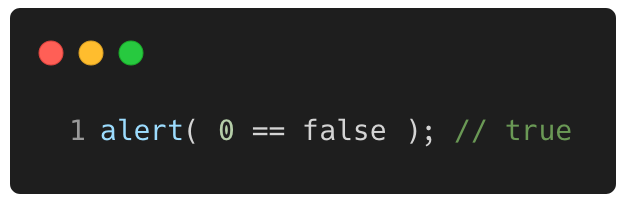 1 alert( 0 == false ); // true